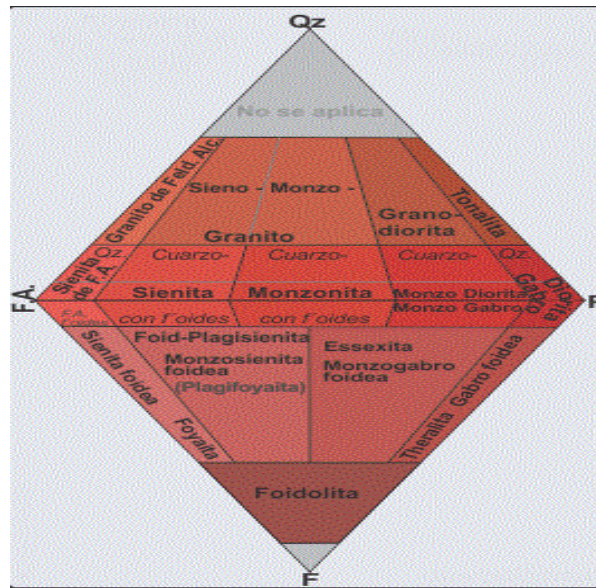 Qz
No se aplica
Granito de Feld. Alc.
Sieno - Monzo -
Granito
Grano-
diorita
Tonalita
Qz.
Sienita
de F.A.
Cuarzo-
Cuarzo-
Cuarzo-
Qz.
Gabro
Diorita
F.A.
Sienita
Monzonita
Monzo Diorita
Monzo Gabro
P
F.A.
con Foides
con Foides
Sienita foidea
Foyaita
Foid-Plagisienita
Monzosienita
foidea
(Plagifoyaita)
Essexita
Monzogabro
foidea
Theralita Gabro foidea
Foidolita
F